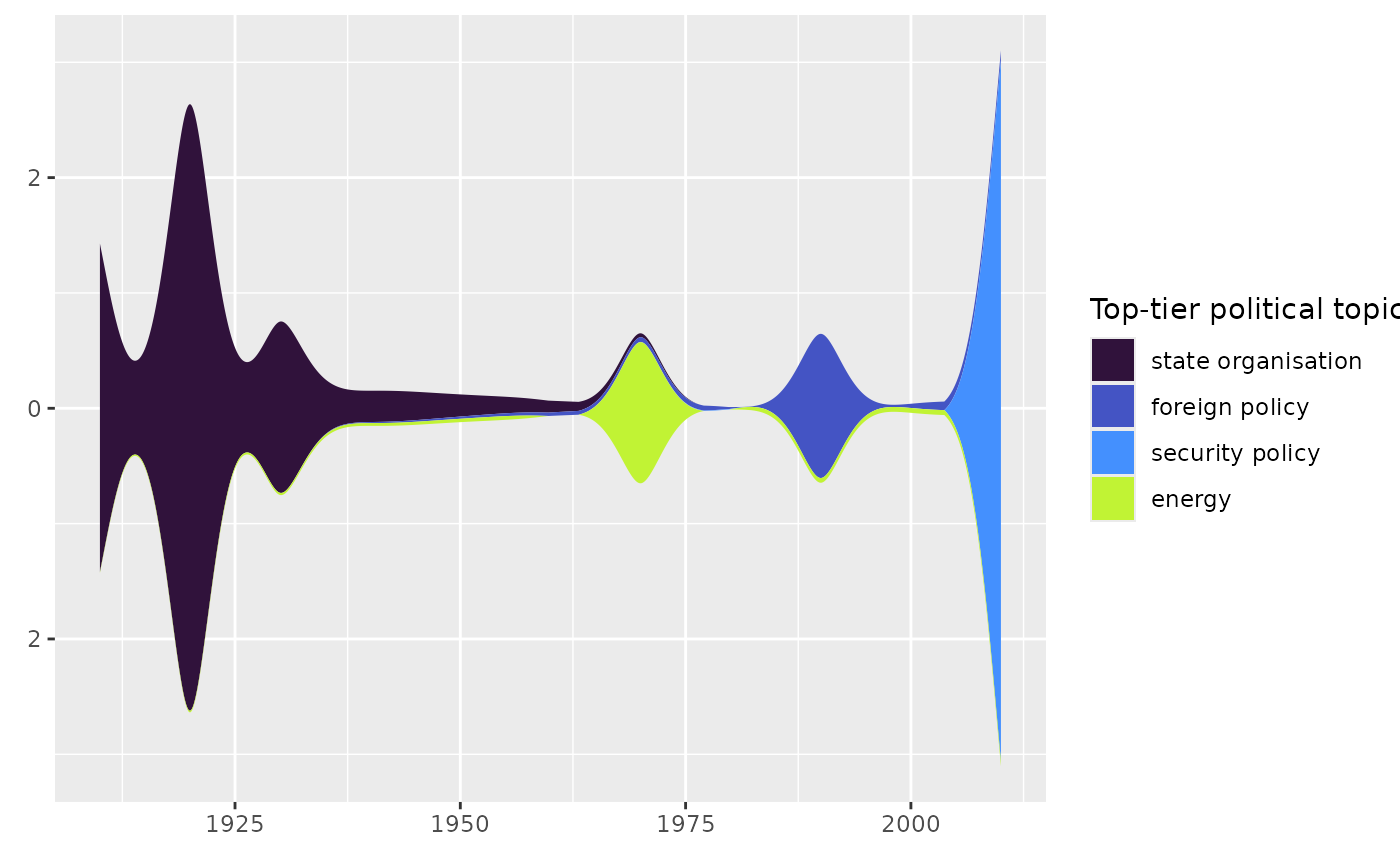 2
0
2
1925
1950
1975
2000
Top-tier political topic
state organisation
foreign policy
security policy
energy